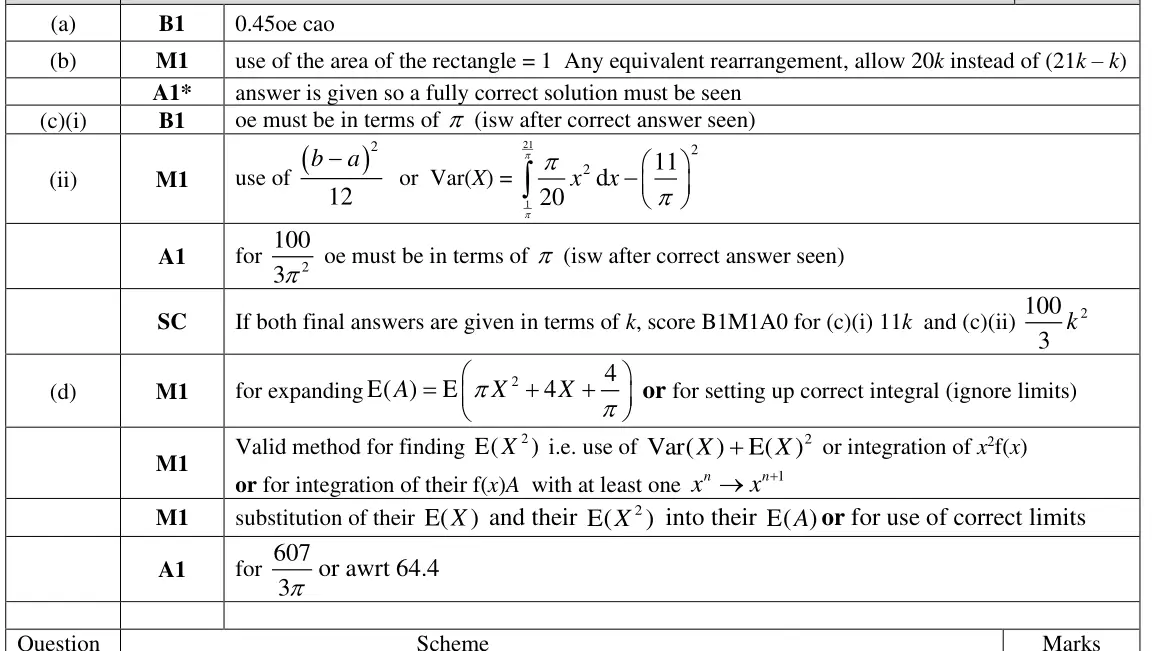 (a) B1 0.45oe cao
(b) M1 use of the area of the rectangle = 1 Any equivalent rearrangement, allow 20k instead of (21k – k)
A1* answer is given so a fully correct solution must be seen
(c)(i) B1 oe must be in terms of π (isw after correct answer seen)
(ii) M1 use of (b − a)²/12 or Var(X) = ∫_{1/π}^{21/π} π/20 x² dx − (11/π)²
A1 for 100/3π² oe must be in terms of π (isw after correct answer seen)
SC If both final answers are given in terms of k, score B1M1A0 for (c)(i) 11k and (c)(ii) 100/3 k²
(d) M1 for expanding E(A) = E(πX² + 4X + 4/π) or for setting up correct integral (ignore limits)
M1 Valid method for finding E(X²) i.e. use of Var(X) + E(X)² or integration of x²f(x)
or for integration of their f(x)A with at least one xⁿ → xⁿ⁺¹
M1 substitution of their E(X) and their E(X²) into their E(A) or for use of correct limits
A1 for 607/3π or awrt 64.4
Question Scheme Marks